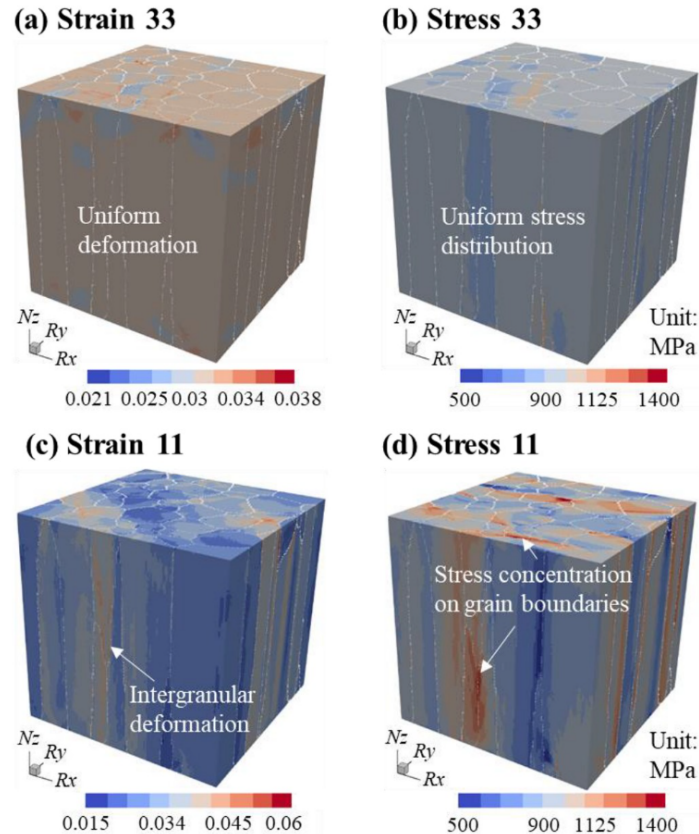 (a) Strain 33
Uniform
deformation
Nz
Ry
Rx
0.021 0.025 0.03 0.034 0.038
(b) Stress 33
Uniform stress
distribution
Nz
Ry
Rx
Unit:
MPa
500 900 1125 1400
(c) Strain 11
Intergranular
deformation
Nz
Ry
Rx
0.015 0.034 0.045 0.06
(d) Stress 11
Stress concentration
on grain boundaries
Nz
Ry
Rx
Unit:
MPa
500 900 1125 1400